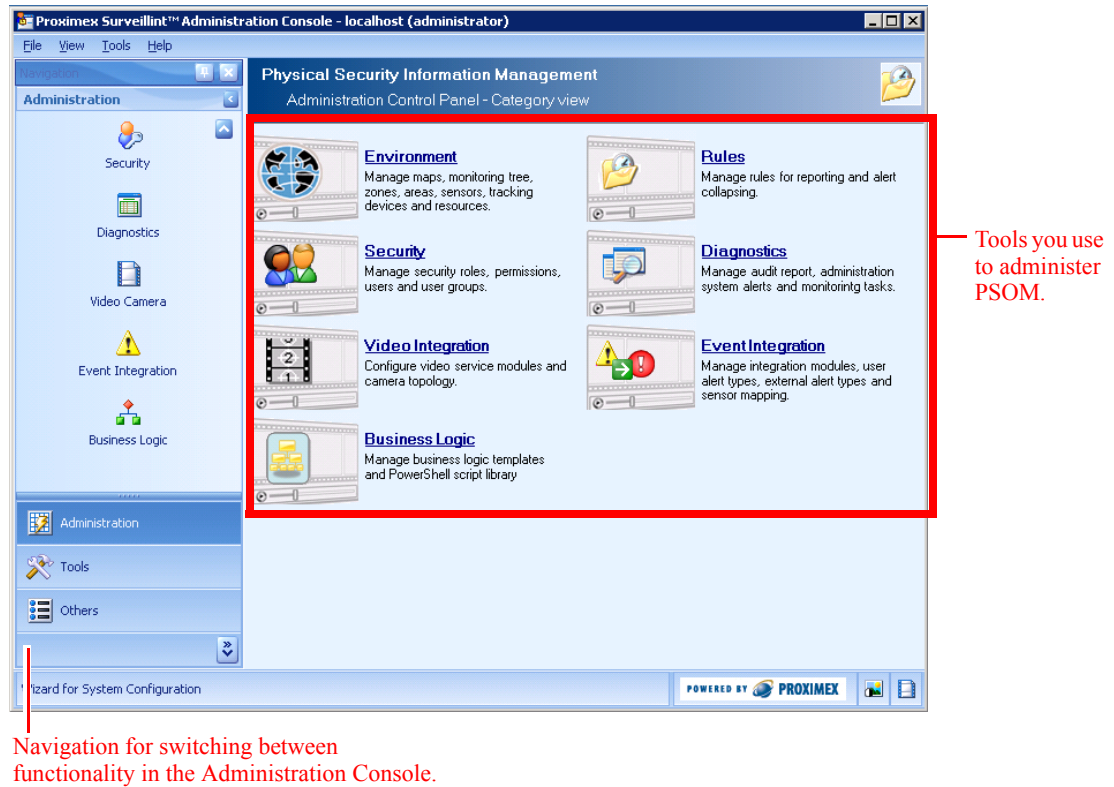 Proximex Surveillint™ Administration Console - localhost (administrator)
File View Tools Help
Navigation
Administration
Security
Diagnostics
Video Camera
Event Integration
Business Logic
Administration
Tools
Others
Physical Security Information Management
Administration Control Panel - Category view
Environment
Manage maps, monitoring tree,
zones, areas, sensors, tracking
devices and resources.
Rules
Manage rules for reporting and alert
collapsing.
Security
Manage security roles, permissions,
users and user groups.
Diagnostics
Manage audit report, administration
system alerts and monitorintg tasks.
Video Integration
Configure video service modules and
camera topology.
Event Integration
Manage integration modules, user
alert types, external alert types and
sensor mapping.
Business Logic
Manage business logic templates
and PowerShell script library
Tools you use
to administer
PSOM.
Wizard for System Configuration
POWERED BY PROXIMEX
Navigation for switching between
functionality in the Administration Console.